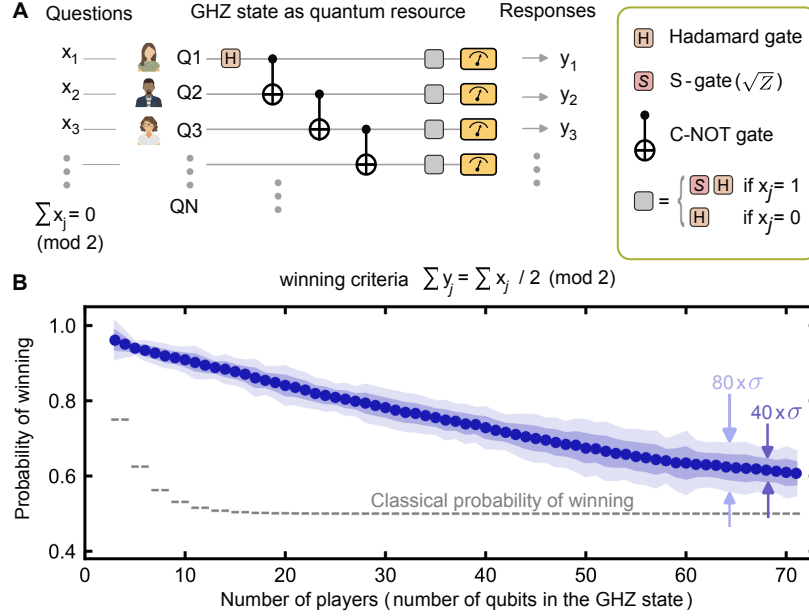 A
Questions
GHZ state as quantum resource
Responses
x1
Q1
H
y1
x2
Q2
y2
x3
Q3
y3
∑ xj = 0
(mod 2)
QN
H Hadamard gate
S S-gate (√Z)
C-NOT gate
= { S H if xj = 1
H if xj = 0
winning criteria ∑ yj = ∑ xj / 2 (mod 2)
B
Probability of winning
1.0
0.8
0.6
0.4
80 x σ
40 x σ
Classical probability of winning
0 10 20 30 40 50 60 70
Number of players (number of qubits in the GHZ state)